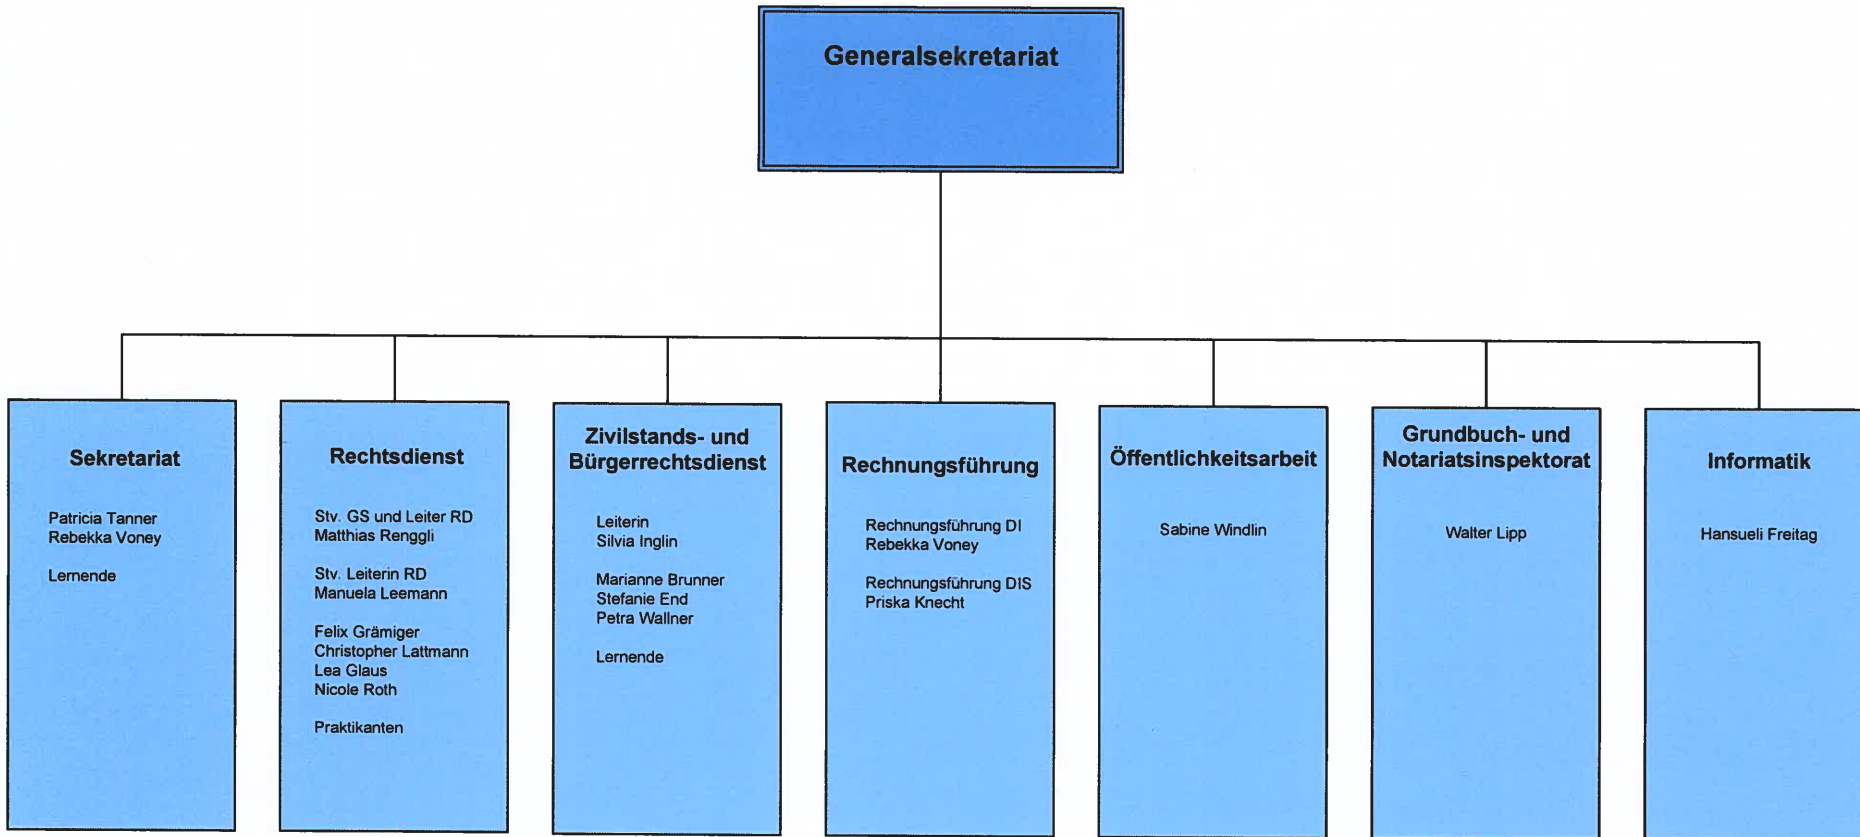 Generalsekretariat
Sekretariat
Patricia Tanner
Rebekka Voney
Lernende
Rechtsdienst
Stv. GS und Leiter RD
Matthias Renggli
Stv. Leiterin RD
Manuela Leemann
Felix Grämiger
Christopher Lattmann
Lea Glaus
Nicole Roth
Praktikanten
Zivilstands- und
Bürgerrechtsdienst
Leiterin
Silvia Inglin
Marianne Brunner
Stefanie End
Petra Wallner
Lernende
Rechnungsführung
Rechnungsführung DI
Rebekka Voney
Rechnungsführung DIS
Priska Knecht
Öffentlichkeitsarbeit
Sabine Windlin
Grundbuch- und
Notariatsinspektorat
Walter Lipp
Informatik
Hansueli Freitag